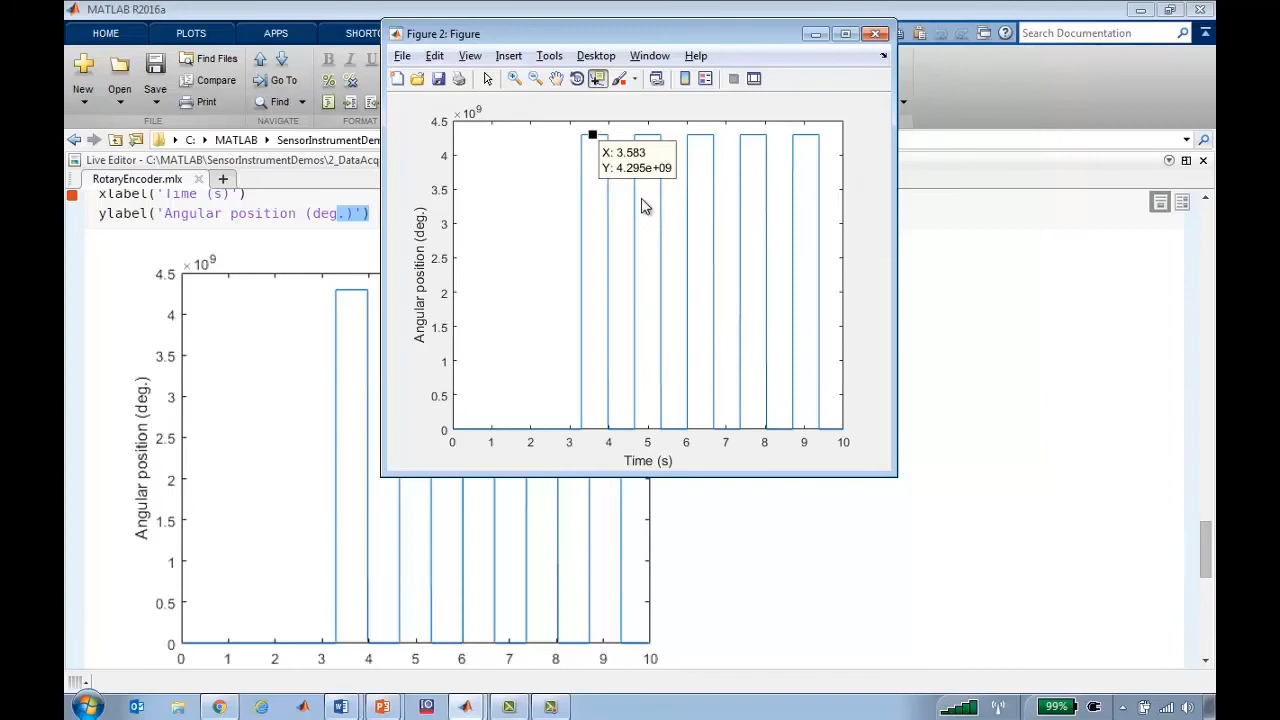 MATLAB R2016a
HOME
PLOTS
APPS
SHORTC
Search Documentation
New
Open
Save
Find Files
Compare
Print
Go To
Find
FILE
NAVIGATE
B I U
FORMAT
C:
MATLAB
SensorInstrumentDem
Live Editor - C:\MATLAB\SensorInstrumentDemos\2_DataAcq
RotaryEncoder.mlx
xlabel('Time (s)')
ylabel('Angular position (deg.)')
×10^9
4.5
4
3.5
3
2.5
2
1.5
1
0.5
0
Angular position (deg.)
0 1 2 3 4 5 6 7 8 9 10
Figure 2: Figure
File Edit View Insert Tools Desktop Window Help
×10^9
4.5
4
3.5
3
2.5
2
1.5
1
0.5
0
Angular position (deg.)
X: 3.583
Y: 4.295e+09
0 1 2 3 4 5 6 7 8 9 10
Time (s)
99%